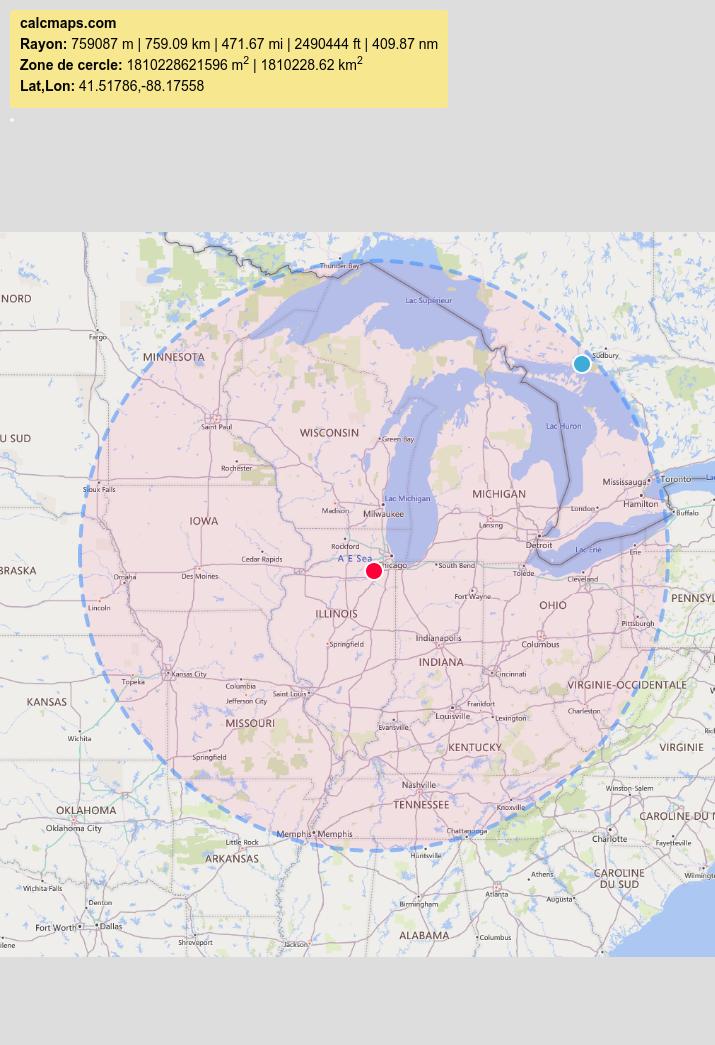 calcmaps.com
Rayon: 759087 m | 759.09 km | 471.67 mi | 2490444 ft | 409.87 nm
Zone de cercle: 1810228621596 m² | 1810228.62 km²
Lat,Lon: 41.51786,-88.17558
Thunder Bay
NORD
Lac Supérieur
Fargo
MINNESOTA
Sudbury
Saint Paul
WISCONSIN
Lac Huron
U SUD
Green Bay
Rochester
Sioux Falls
Mississauga
Toronto
MICHIGAN
Lac Michigan
Hamilton
Madison
Milwaukee
London
Buffalo
IOWA
Lansing
Rockford
Detroit
Lac Érié
Erie
Cedar Rapids
A E Sea
Chicago
South Bend
BRASKA
Omaha
Des Moines
Tolède
Cleveland
Fort Wayne
PENNSYL
Lincoln
ILLINOIS
OHIO
Pittsburgh
Springfield
Indianapolis
Columbus
INDIANA
Topeka
Kansas City
Cincinnati
Columbia
VIRGINIE-OCCIDENTALE
KANSAS
Jefferson City
Saint Louis
Frankfort
Charleston
MISSOURI
Evansville
Louisville
Lexington
Wichita
KENTUCKY
VIRGINIE
Springfield
Nashville
Winston-Salem
OKLAHOMA
TENNESSEE
Knoxville
CAROLINE DU N
Oklahoma City
Memphis
Memphis
Chattanooga
Charlotte
Little Rock
Fayetteville
ARKANSAS
Huntsville
CAROLINE
DU SUD
Athens
Wilming
Wichita Falls
Atlanta
Augusta
Denton
Birmingham
Fort Worth
Dallas
Shreveport
Jackson
ALABAMA
Columbus
ilene